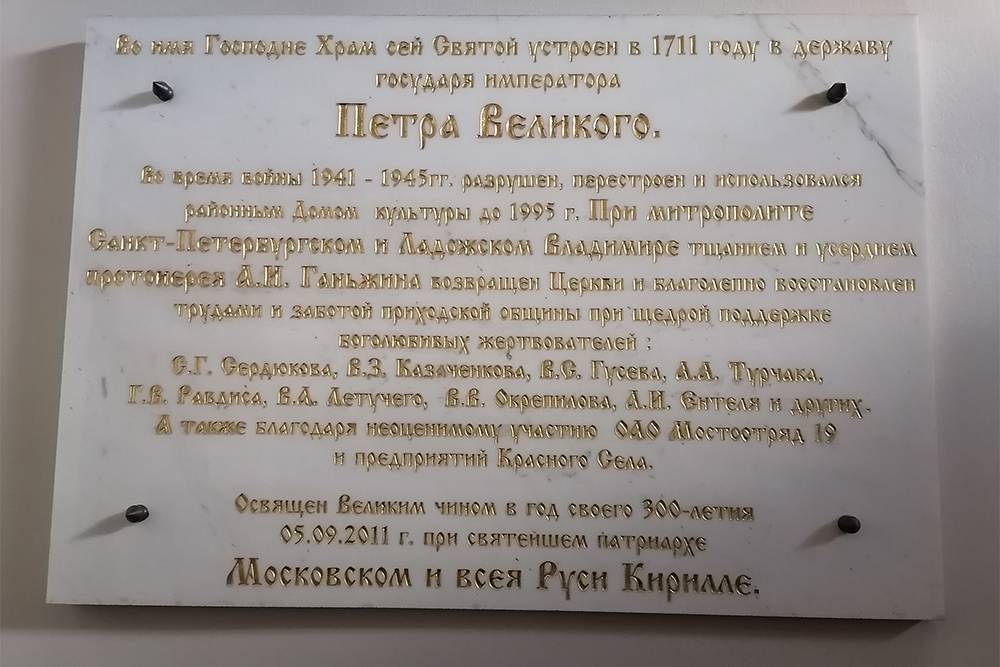 Во имя Господне Храм сей Святой устроен в 1711 году в державу
государя императора
Петра Великого.
Во время войны 1941 - 1945гг. разрушен, перестроен и использовался
районным Домом культуры до 1995 г. При митрополите
Санкт-Петербургском и Ладожском Владимире тщанием и усердием
протоиерея А.И. Ганьжина возвращен Церкви и благолепно восстановлен
трудами и заботой приходской общины при щедрой поддержке
боголюбивых жертвователей :
С.Г. Сердюкова, В.З. Казаченкова, В.С. Гусева, А.А. Турчака,
Г.В. Равдиса, В.А. Летучего, В.В. Окрепилова, А.И. Ентеля и других.
А также благодаря неоценимому участию ОАО Мостоотряд 19
и предприятий Красного Села.
Освящен Великим чином в год своего 300-летия
05.09.2011 г. при святейшем патриархе
Московском и всея Руси Кирилле.